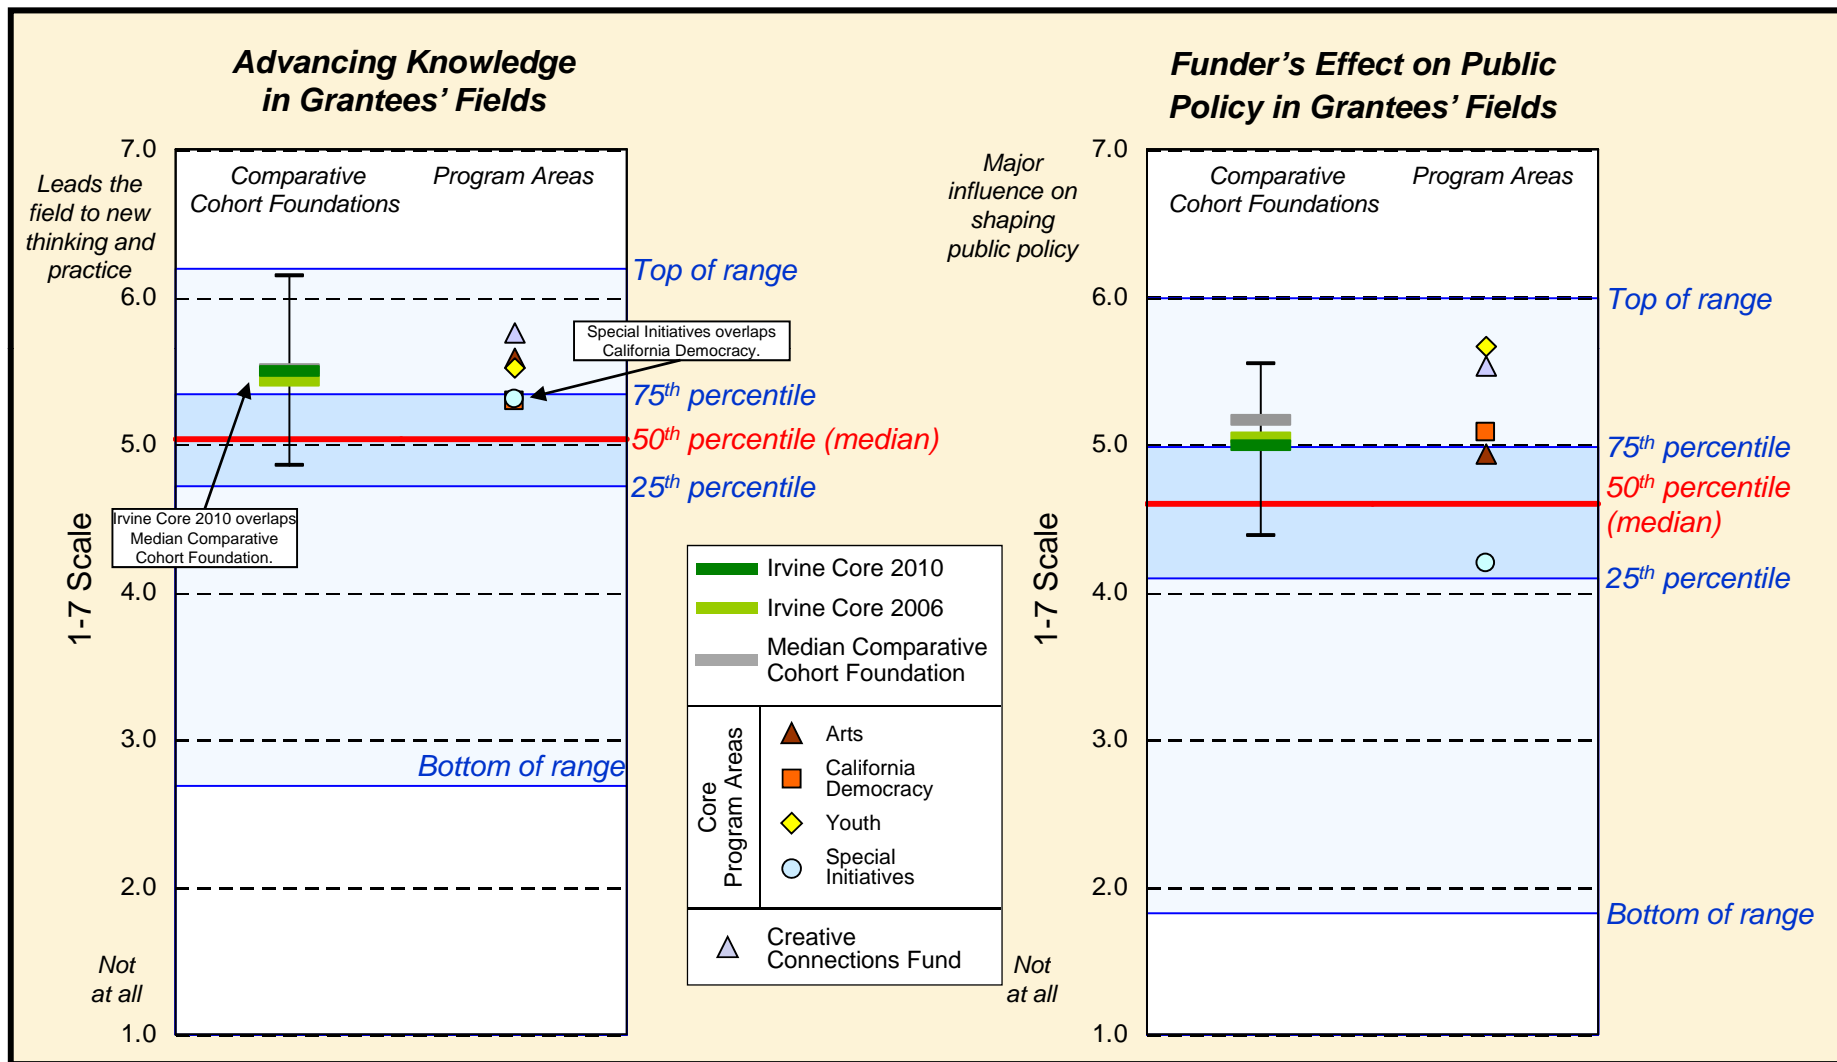 Advancing Knowledge
in Grantees’ Fields
7.0
6.0
5.0
4.0
3.0
2.0
1.0
Leads the
field to new
thinking and
practice
1-7 Scale
Not
at all
Comparative
Cohort Foundations
Program Areas
Top of range
75th percentile
50th percentile (median)
25th percentile
Bottom of range
Special Initiatives overlaps
California Democracy.
Irvine Core 2010 overlaps
Median Comparative
Cohort Foundation.
Irvine Core 2010
Irvine Core 2006
Median Comparative
Cohort Foundation
Core
Program Areas
Arts
California
Democracy
Youth
Special
Initiatives
Creative
Connections Fund
Funder’s Effect on Public
Policy in Grantees’ Fields
7.0
6.0
5.0
4.0
3.0
2.0
1.0
Major
influence on
shaping
public policy
1-7 Scale
Not
at all
Comparative
Cohort Foundations
Program Areas
Top of range
75th percentile
50th percentile
(median)
25th percentile
Bottom of range